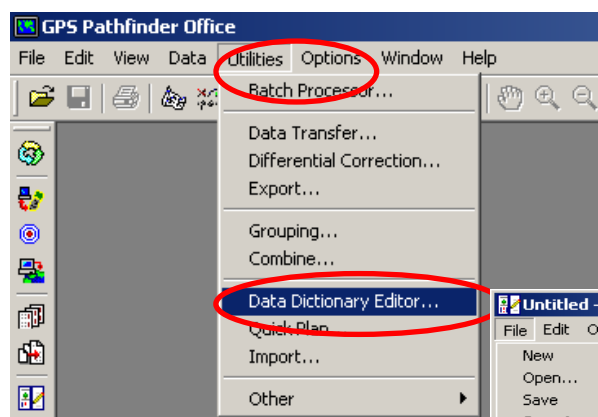 GPS Pathfinder Office
File Edit View Data Utilities Options Window Help
Batch Processor...
Data Transfer...
Differential Correction...
Export...
Grouping...
Combine...
Data Dictionary Editor...
Quick Plan...
Import...
Other
Untitled -
File Edit O
New
Open...
Save